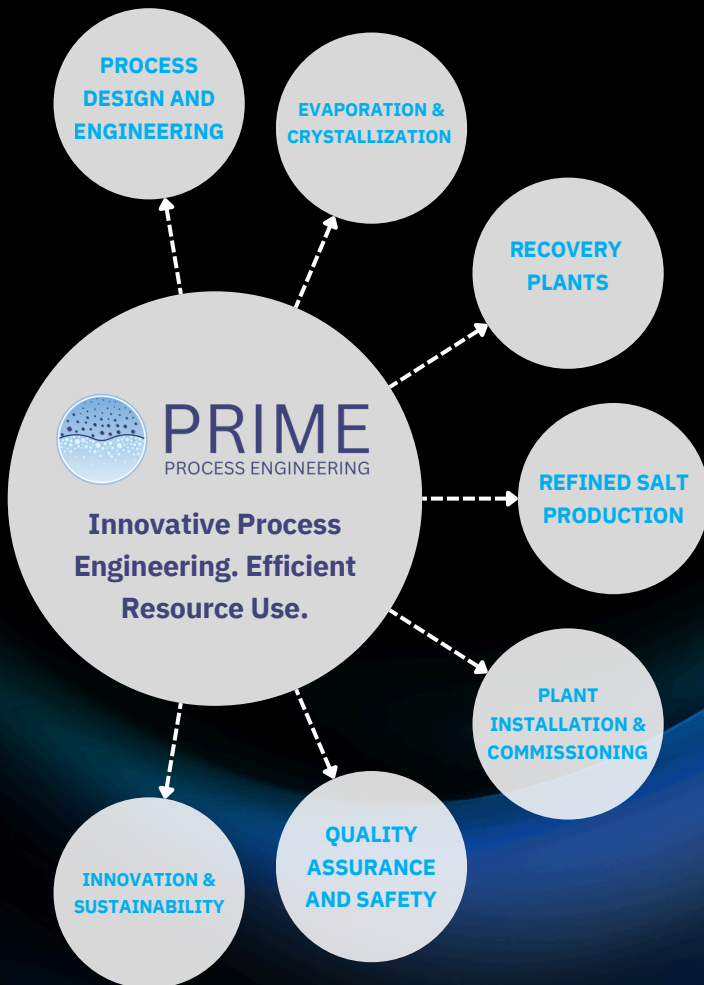 PROCESS
DESIGN AND
ENGINEERING
EVAPORATION &
CRYSTALLIZATION
RECOVERY
PLANTS
PRIME
PROCESS ENGINEERING
Innovative Process
Engineering. Efficient
Resource Use.
REFINED SALT
PRODUCTION
PLANT
INSTALLATION &
COMMISSIONING
QUALITY
ASSURANCE
AND SAFETY
INNOVATION &
SUSTAINABILITY